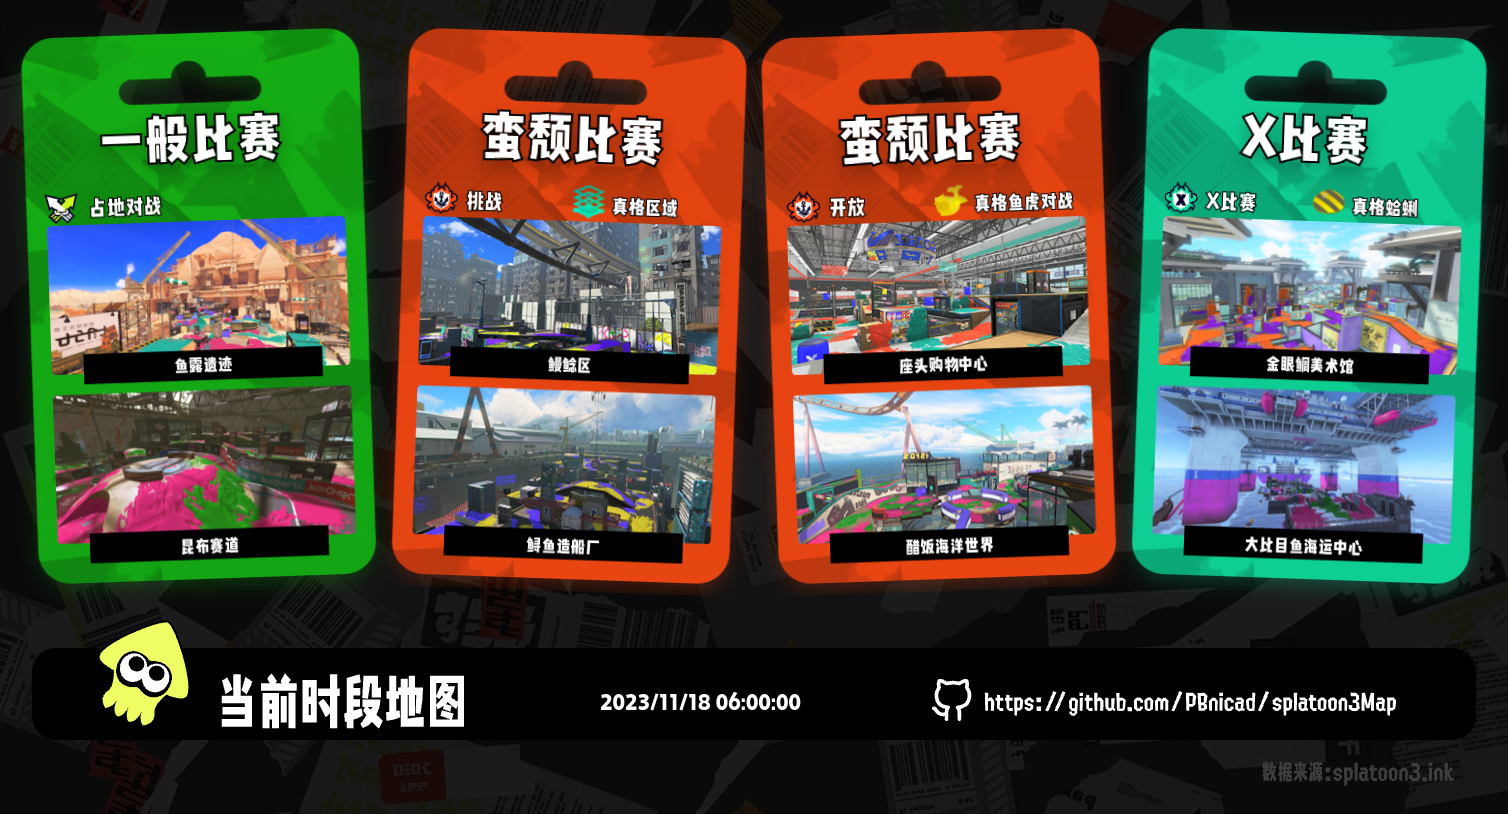 一般比赛
占地对战
鱼露遗迹
昆布赛道
蛮颓比赛
挑战
真格区域
鳗鲶区
鲟鱼造船厂
蛮颓比赛
开放
真格鱼虎对战
座头购物中心
醋饭海洋世界
X比赛
X比赛
真格蛤蜊
金眼鲷美术馆
大比目鱼海运中心
当前时段地图
2023/11/18 06:00:00
https://github.com/PBnicad/splatoon3Map
数据来源:splatoon3.ink